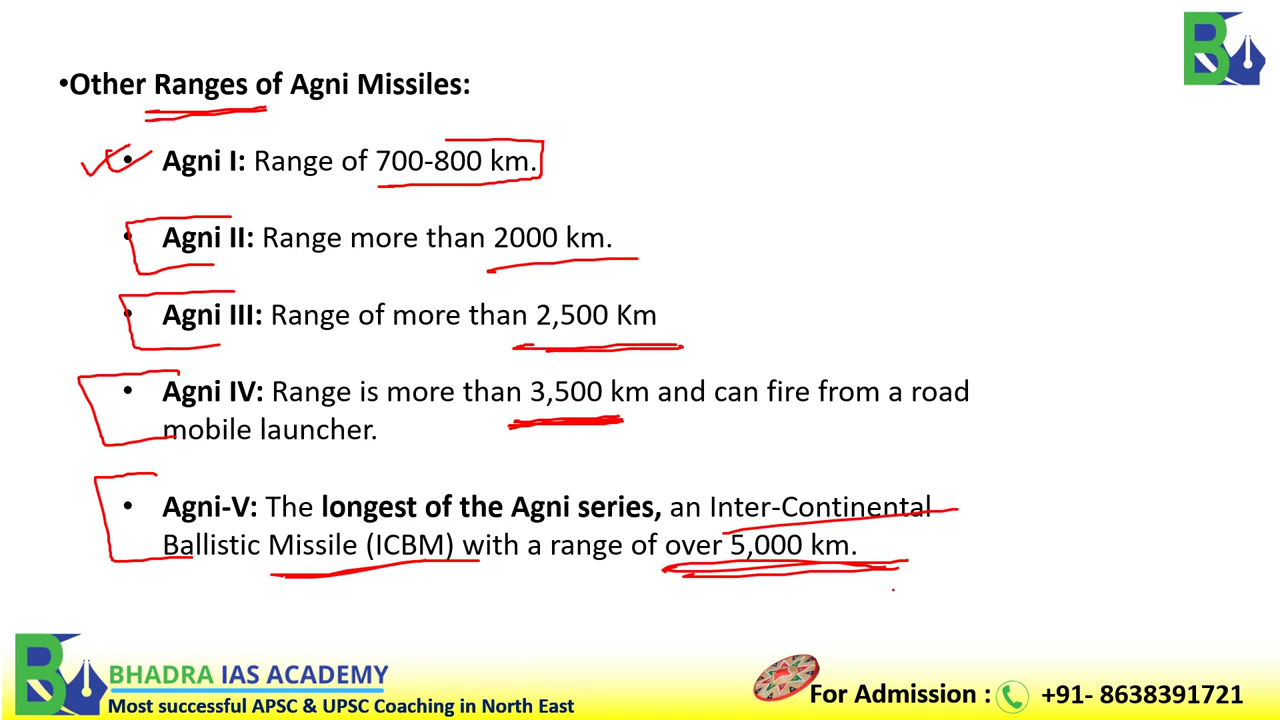 •Other Ranges of Agni Missiles:
• Agni I: Range of 700-800 km.
• Agni II: Range more than 2000 km.
• Agni III: Range of more than 2,500 Km
• Agni IV: Range is more than 3,500 km and can fire from a road
mobile launcher.
• Agni-V: The longest of the Agni series, an Inter-Continental
Ballistic Missile (ICBM) with a range of over 5,000 km.
BHADRA IAS ACADEMY
Most successful APSC & UPSC Coaching in North East
For Admission : +91- 8638391721